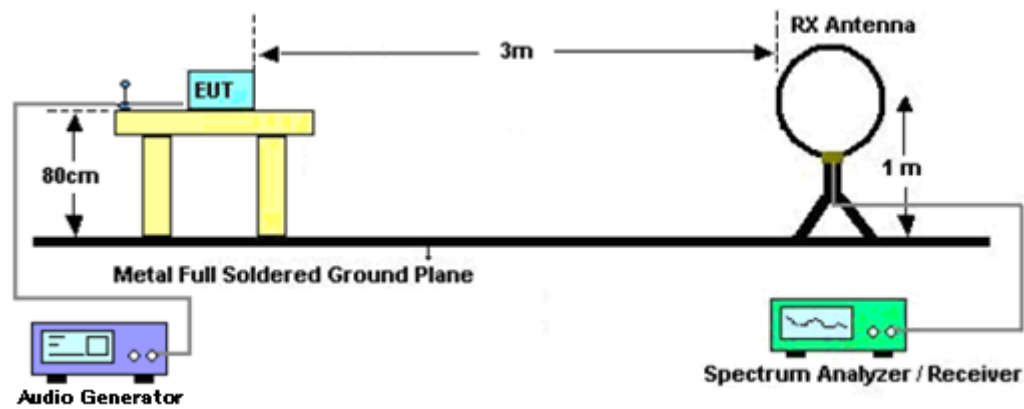 RX Antenna
3m
EUT
80cm
1 m
Metal Full Soldered Ground Plane
Spectrum Analyzer / Receiver
Audio Generator